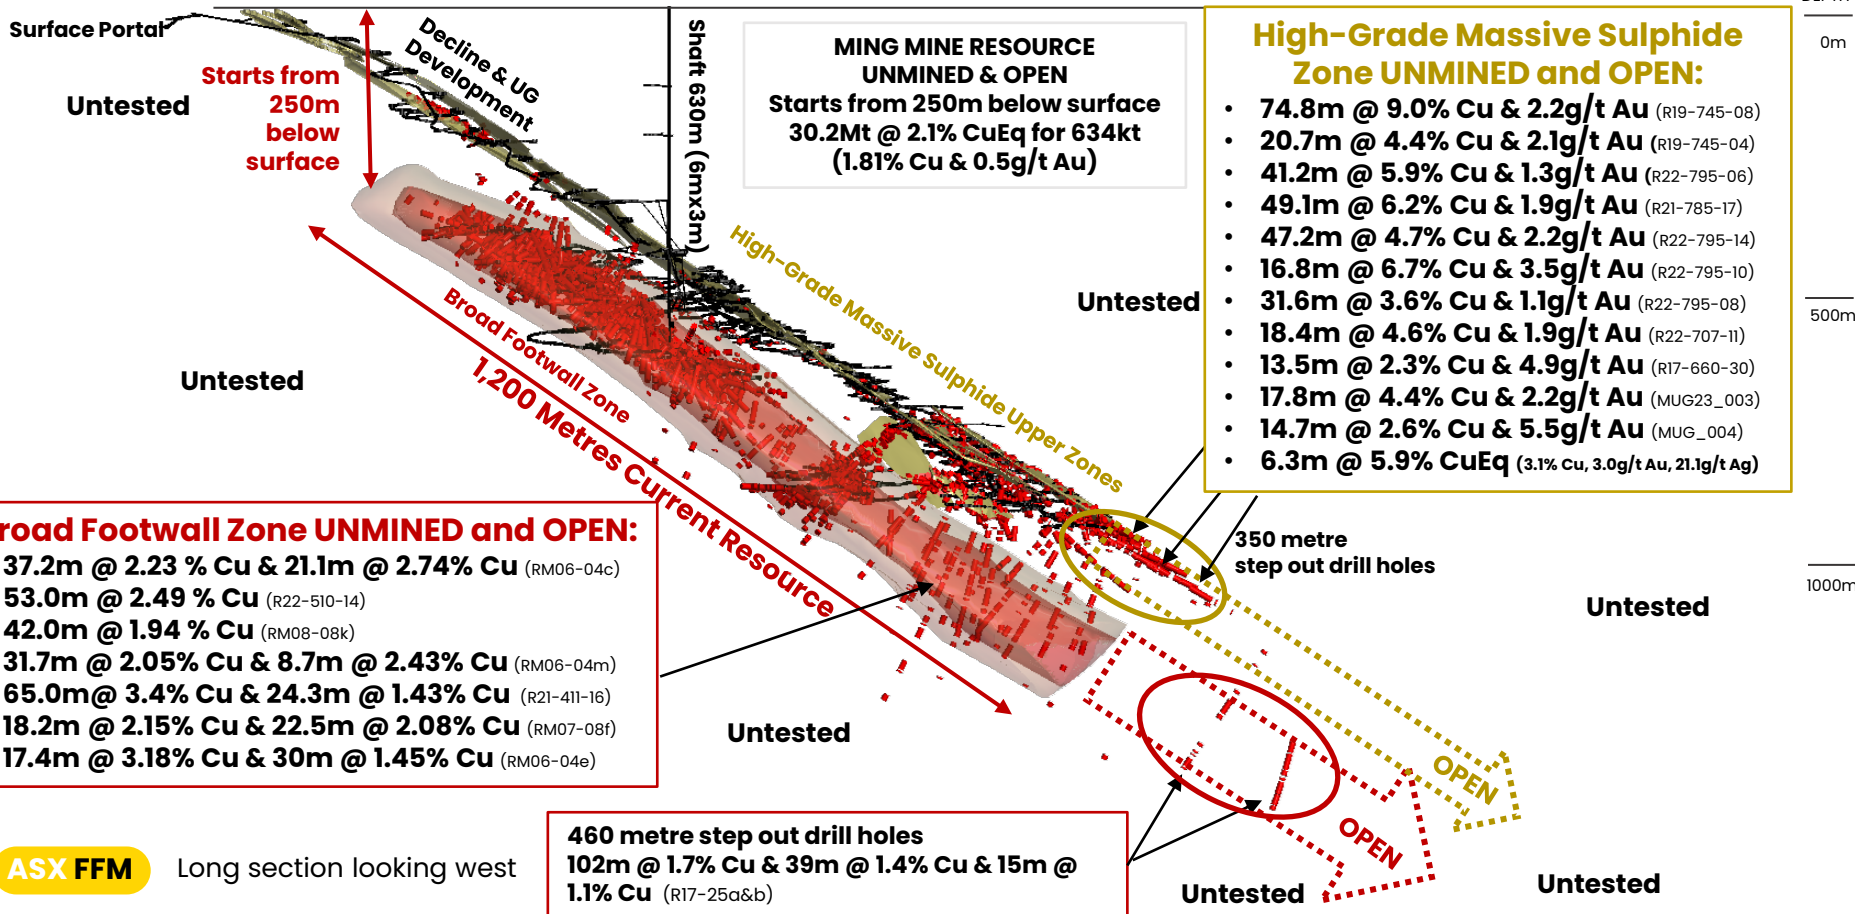 Surface Portal
Untested
Starts from
250m
below
surface
Decline & UG
Development
Shaft 630m (6mx3m)
MING MINE RESOURCE
UNMINED & OPEN
Starts from 250m below surface
30.2Mt @ 2.1% CuEq for 634kt
(1.81% Cu & 0.5g/t Au)
High-Grade Massive Sulphide
Zone UNMINED and OPEN:
• 74.8m @ 9.0% Cu & 2.2g/t Au (R19-745-08)
• 20.7m @ 4.4% Cu & 2.1g/t Au (R19-745-04)
• 41.2m @ 5.9% Cu & 1.3g/t Au (R22-795-06)
• 49.1m @ 6.2% Cu & 1.9g/t Au (R21-785-17)
• 47.2m @ 4.7% Cu & 2.2g/t Au (R22-795-14)
• 16.8m @ 6.7% Cu & 3.5g/t Au (R22-795-10)
• 31.6m @ 3.6% Cu & 1.1g/t Au (R22-795-08)
• 18.4m @ 4.6% Cu & 1.9g/t Au (R22-707-11)
• 13.5m @ 2.3% Cu & 4.9g/t Au (R17-660-30)
• 17.8m @ 4.4% Cu & 2.2g/t Au (MUG23_003)
• 14.7m @ 2.6% Cu & 5.5g/t Au (MUG_004)
• 6.3m @ 5.9% CuEq (3.1% Cu, 3.0g/t Au, 21.1g/t Ag)
0m
500m
1000m
High-Grade Massive Sulphide Upper Zones
Untested
Untested
Broad Footwall Zone
1,200 Metres Current Resource
350 metre
step out drill holes
Untested
road Footwall Zone UNMINED and OPEN:
37.2m @ 2.23 % Cu & 21.1m @ 2.74% Cu (RM06-04c)
53.0m @ 2.49 % Cu (R22-510-14)
42.0m @ 1.94 % Cu (RM08-08k)
31.7m @ 2.05% Cu & 8.7m @ 2.43% Cu (RM06-04m)
65.0m@ 3.4% Cu & 24.3m @ 1.43% Cu (R21-411-16)
18.2m @ 2.15% Cu & 22.5m @ 2.08% Cu (RM07-08f)
17.4m @ 3.18% Cu & 30m @ 1.45% Cu (RM06-04e)
Untested
OPEN
OPEN
460 metre step out drill holes
102m @ 1.7% Cu & 39m @ 1.4% Cu & 15m @
1.1% Cu (R17-25a&b)
ASX FFM
Long section looking west
Untested
Untested